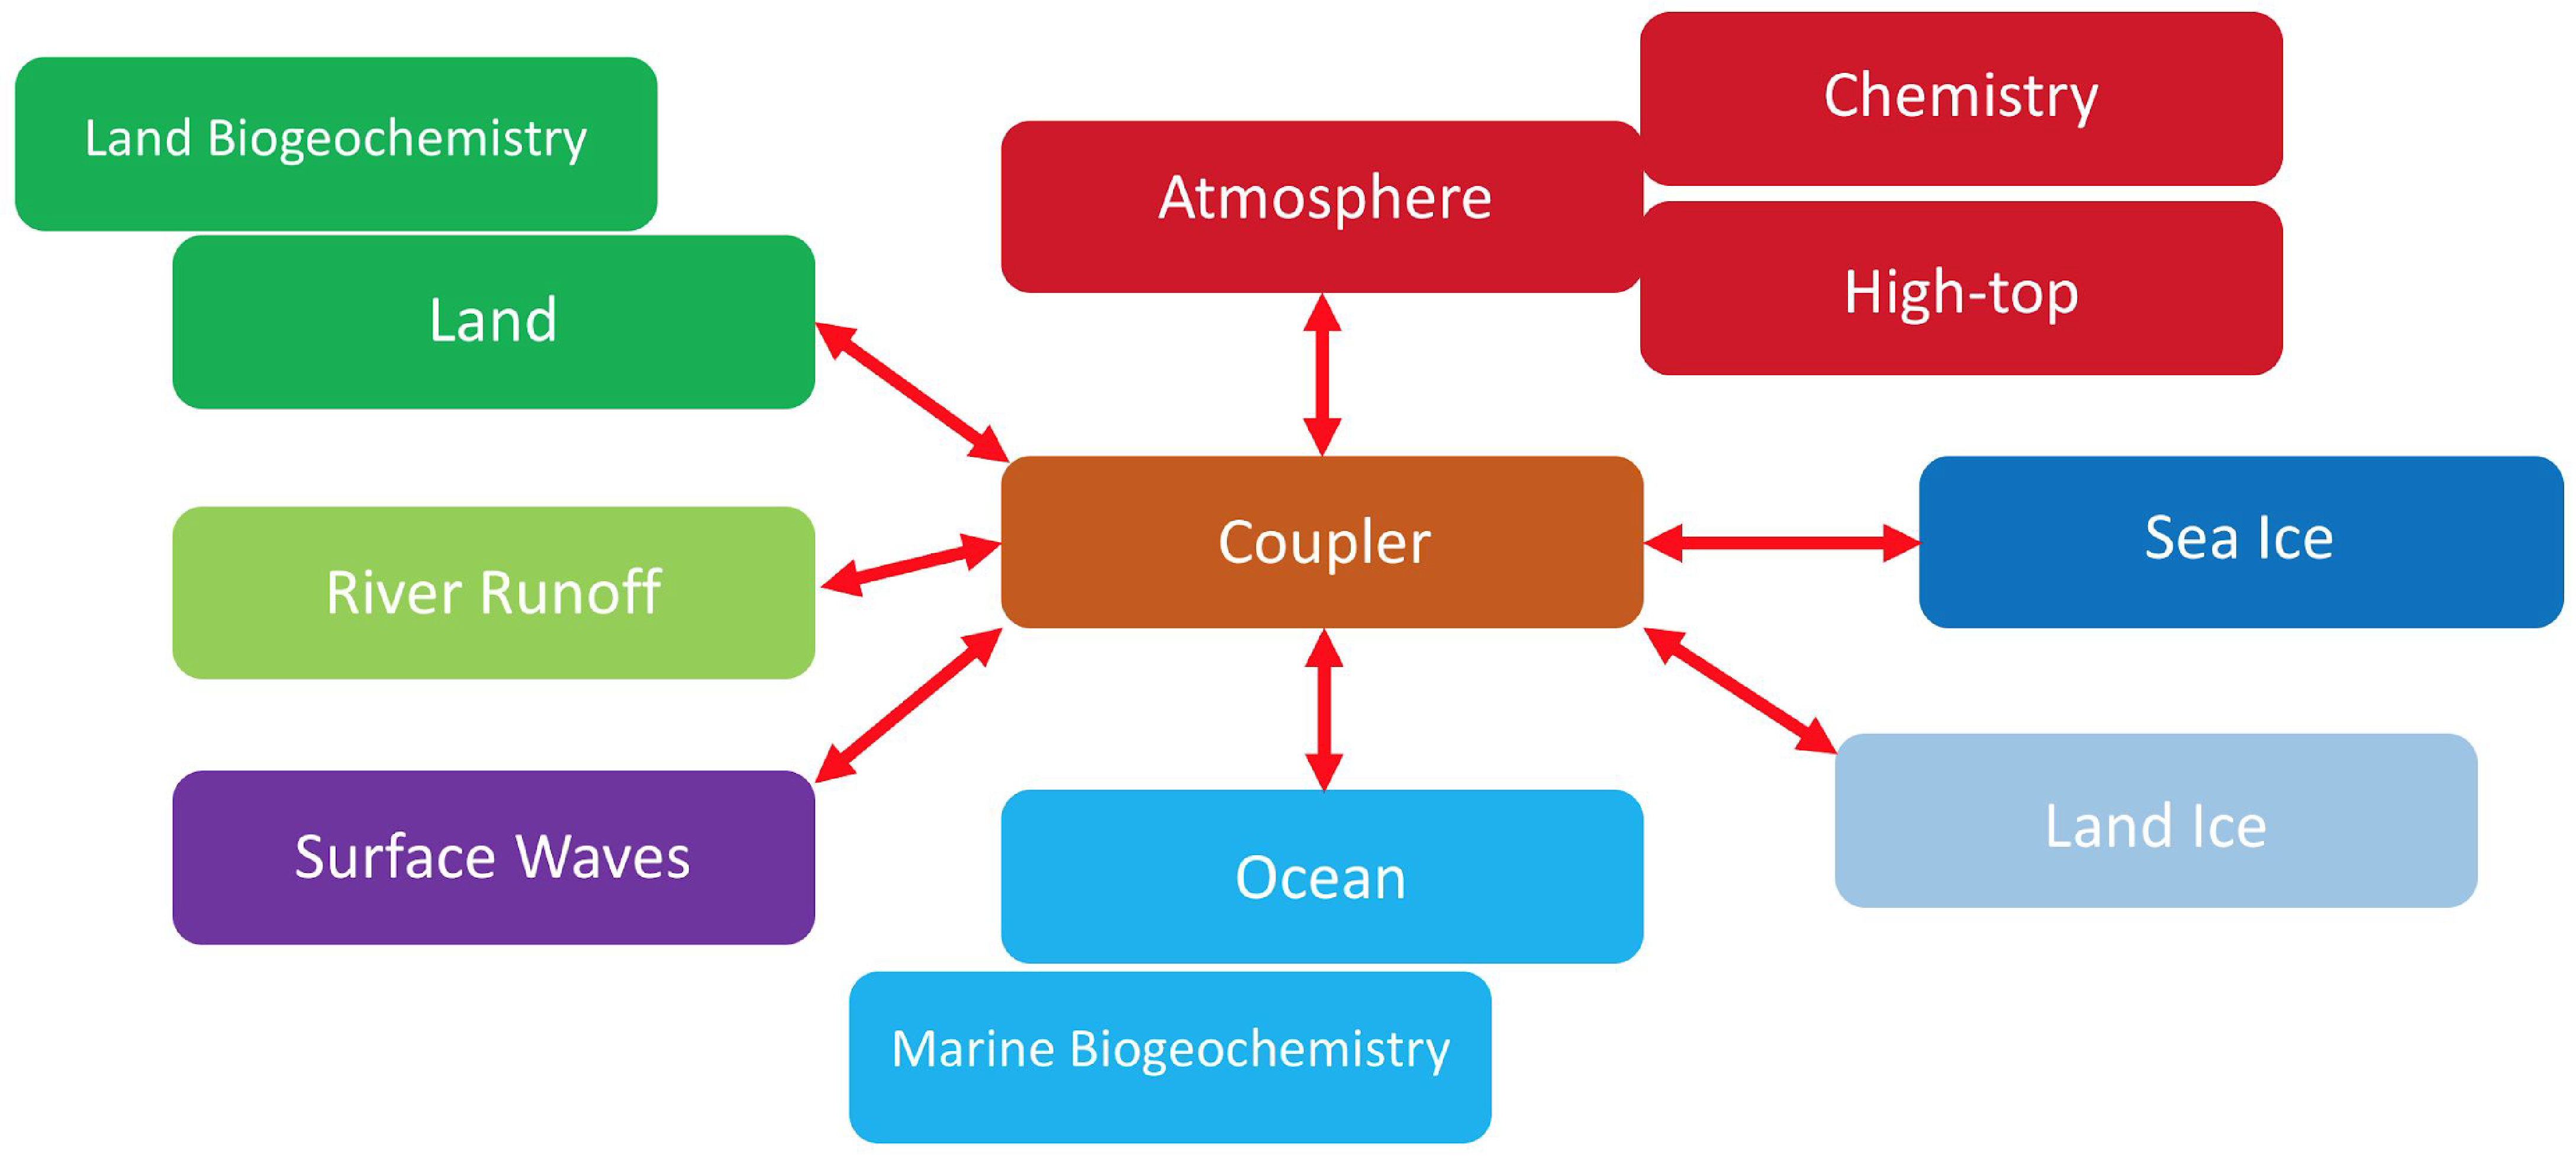 Chemistry
Land Biogeochemistry
Atmosphere
High-top
Land
Coupler
Sea Ice
River Runoff
Land Ice
Surface Waves
Ocean
Marine Biogeochemistry